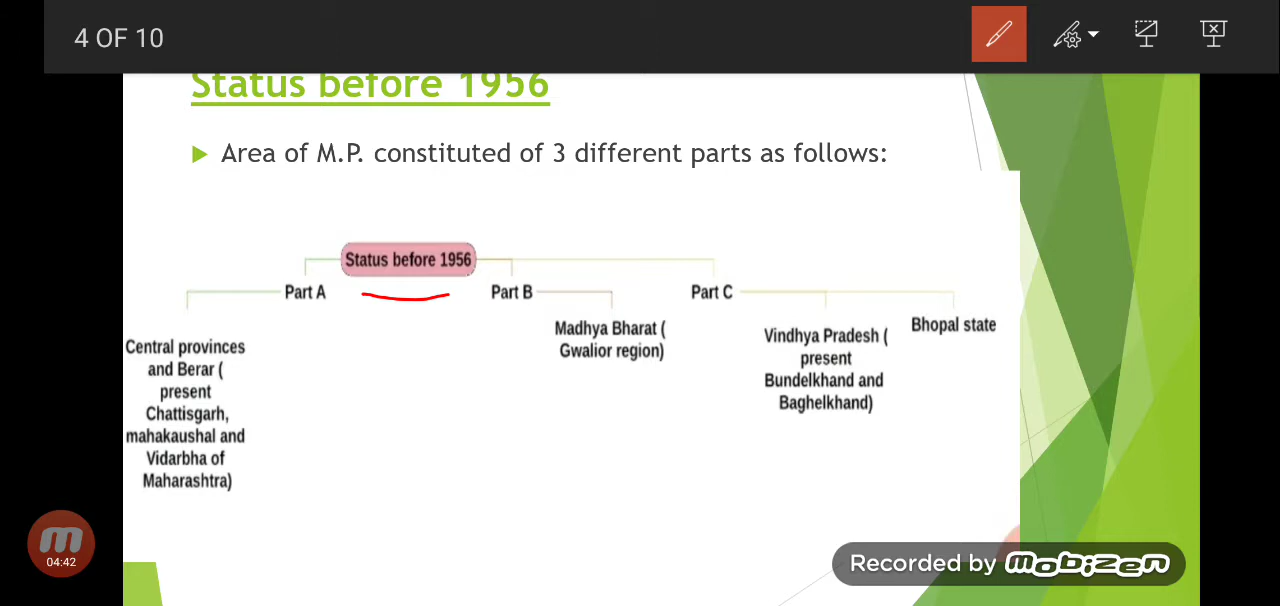 4 OF 10
Status before 1956
Area of M.P. constituted of 3 different parts as follows:
Status before 1956
Part A
Part B
Part C
Central provinces
and Berar (
present
Chattisgarh,
mahakaushal and
Vidarbha of
Maharashtra)
Madhya Bharat (
Gwalior region)
Vindhya Pradesh (
present
Bundelkhand and
Baghelkhand)
Bhopal state
m
04:42
Recorded by mobizen